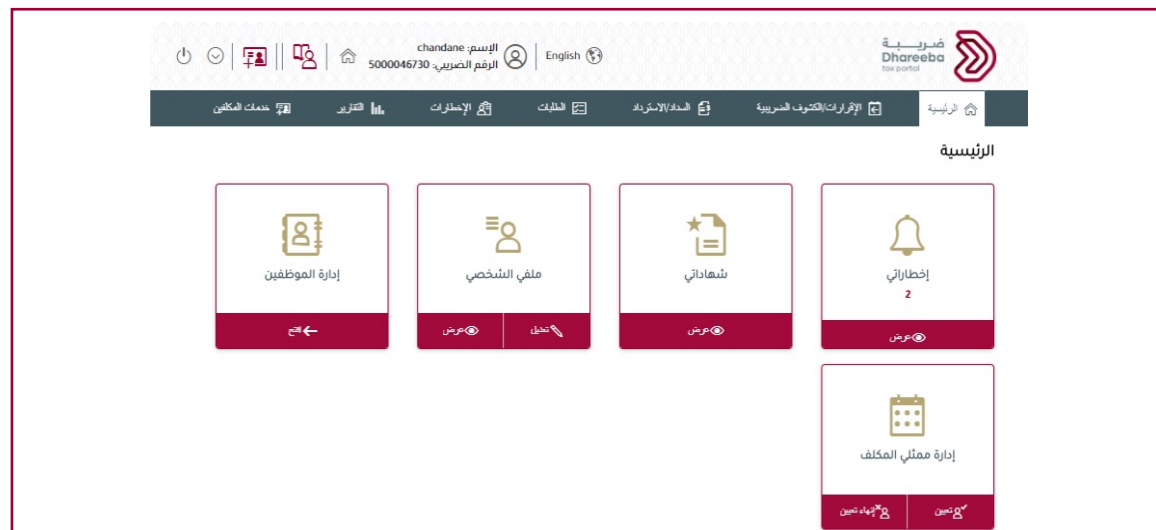 ضريبة
Dhareeba
tax portal
English
الإسم: chandane
الرقم الضريبي: 5000046730
الرئيسية
الإقرارات/الكشوف الضريبية
السداد/الاسترداد
الطلبات
الإخطارات
التقارير
خدمات المكلفين
الرئيسية
إخطاراتي
2
عرض
شهاداتي
عرض
ملفي الشخصي
تعديل
عرض
إدارة الموظفين
افتح
إدارة ممثلي المكلف
تعيين
إنهاء تعيين